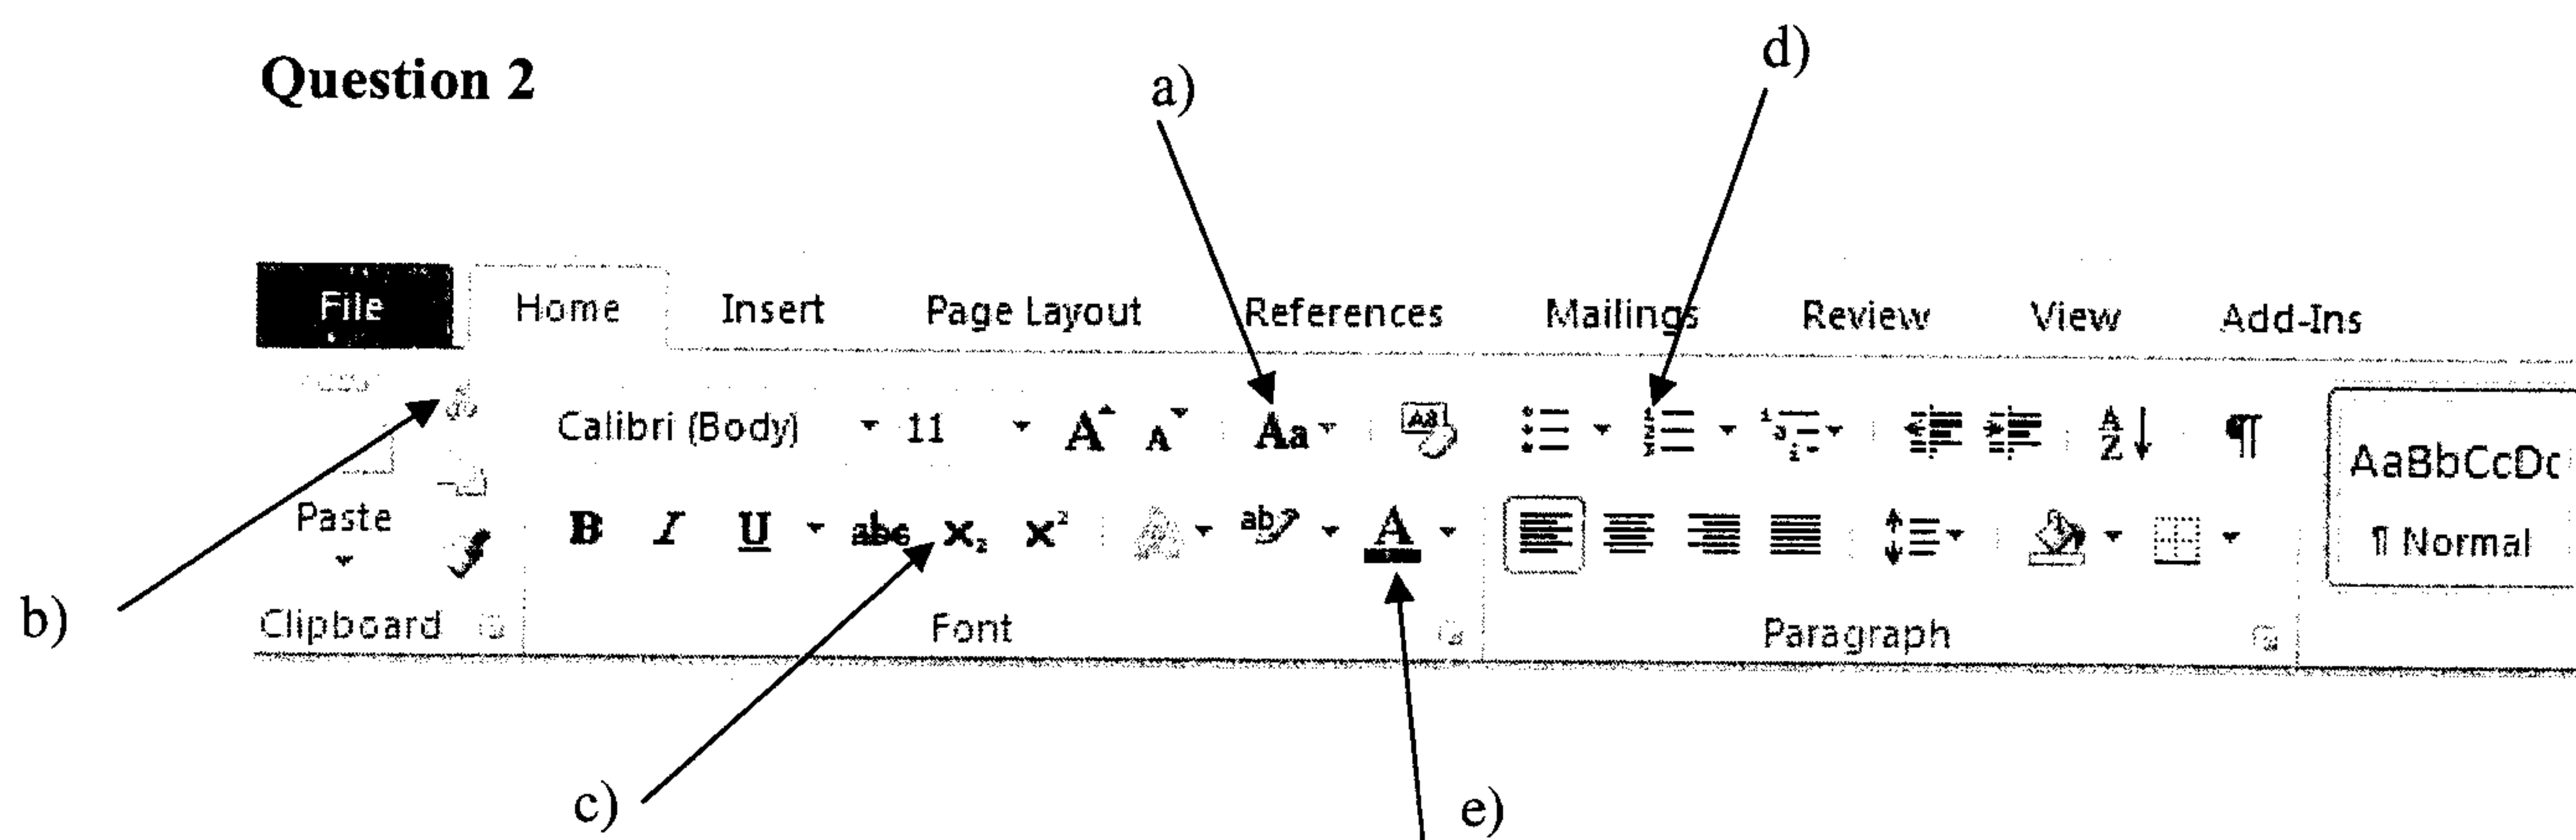 Question 2
a)
d)
File Home Insert Page Layout References Mailings Review View Add-Ins
Calibri (Body) 11 A A Aa
AaBbCcDc
Paste
B I U abc X₂ X² A ab A
¶ Normal
b)
Clipboard Font Paragraph
c)
e)